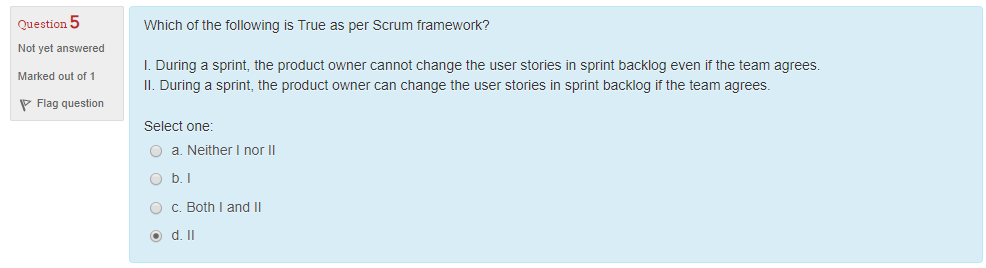 Question 5
Not yet answered
Marked out of 1
Flag question
Which of the following is True as per Scrum framework?
I. During a sprint, the product owner cannot change the user stories in sprint backlog even if the team agrees.
II. During a sprint, the product owner can change the user stories in sprint backlog if the team agrees.
Select one:
a. Neither I nor II
b. I
c. Both I and II
d. II